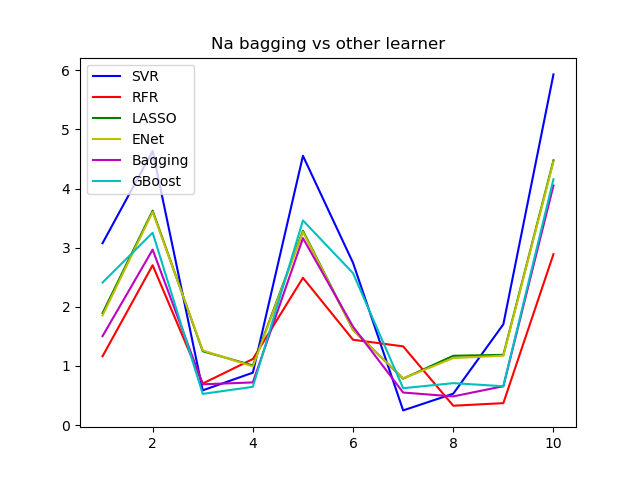 Na bagging vs other learner
6
5
4
3
2
1
0
SVR
RFR
LASSO
ENet
Bagging
GBoost
2 4 6 8 10